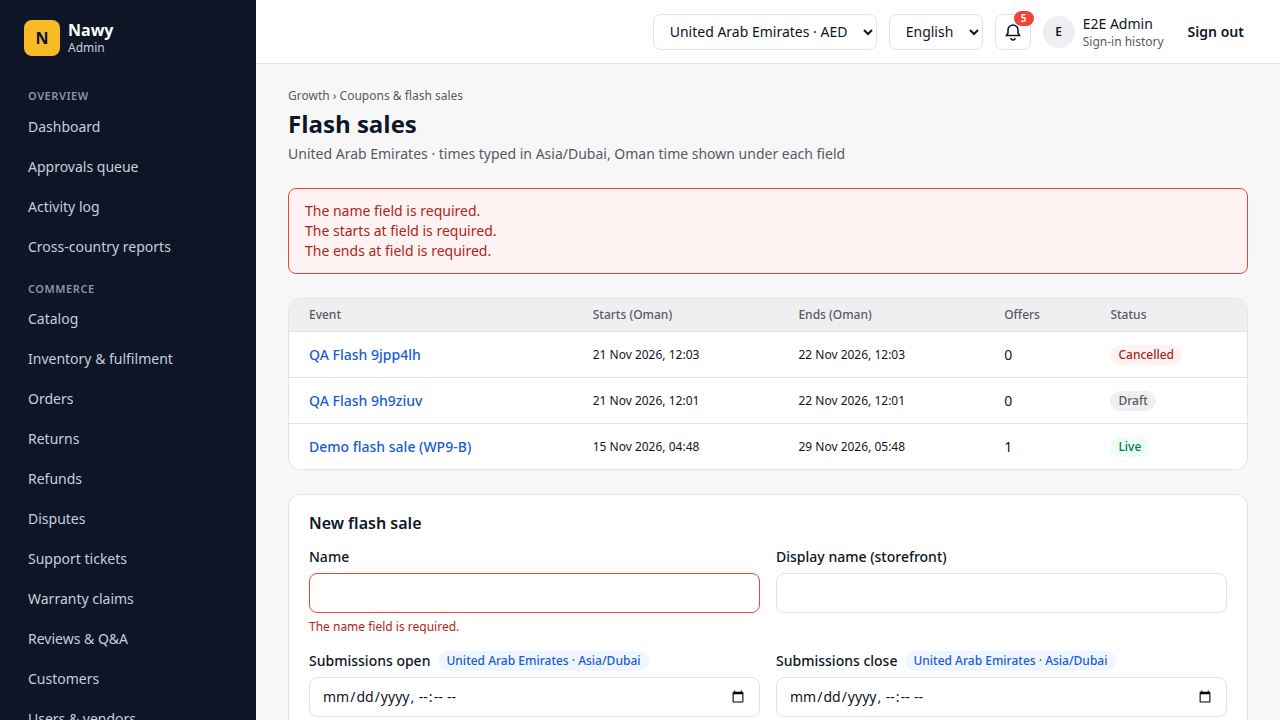 N
Nawy
Admin
OVERVIEW
Dashboard
Approvals queue
Activity log
Cross-country reports
COMMERCE
Catalog
Inventory & fulfilment
Orders
Returns
Refunds
Disputes
Support tickets
Warranty claims
Reviews & Q&A
Customers
Users & vendors
United Arab Emirates · AED
English
5
E
E2E Admin
Sign-in history
Sign out
Growth › Coupons & flash sales
Flash sales
United Arab Emirates · times typed in Asia/Dubai, Oman time shown under each field
The name field is required.
The starts at field is required.
The ends at field is required.
Event Starts (Oman) Ends (Oman) Offers Status
QA Flash 9jpp4lh 21 Nov 2026, 12:03 22 Nov 2026, 12:03 0 Cancelled
QA Flash 9h9ziuv 21 Nov 2026, 12:01 22 Nov 2026, 12:01 0 Draft
Demo flash sale (WP9-B) 15 Nov 2026, 04:48 29 Nov 2026, 05:48 1 Live
New flash sale
Name Display name (storefront)
The name field is required.
Submissions open United Arab Emirates · Asia/Dubai Submissions close United Arab Emirates · Asia/Dubai
mm/dd/yyyy, --:-- -- mm/dd/yyyy, --:-- --